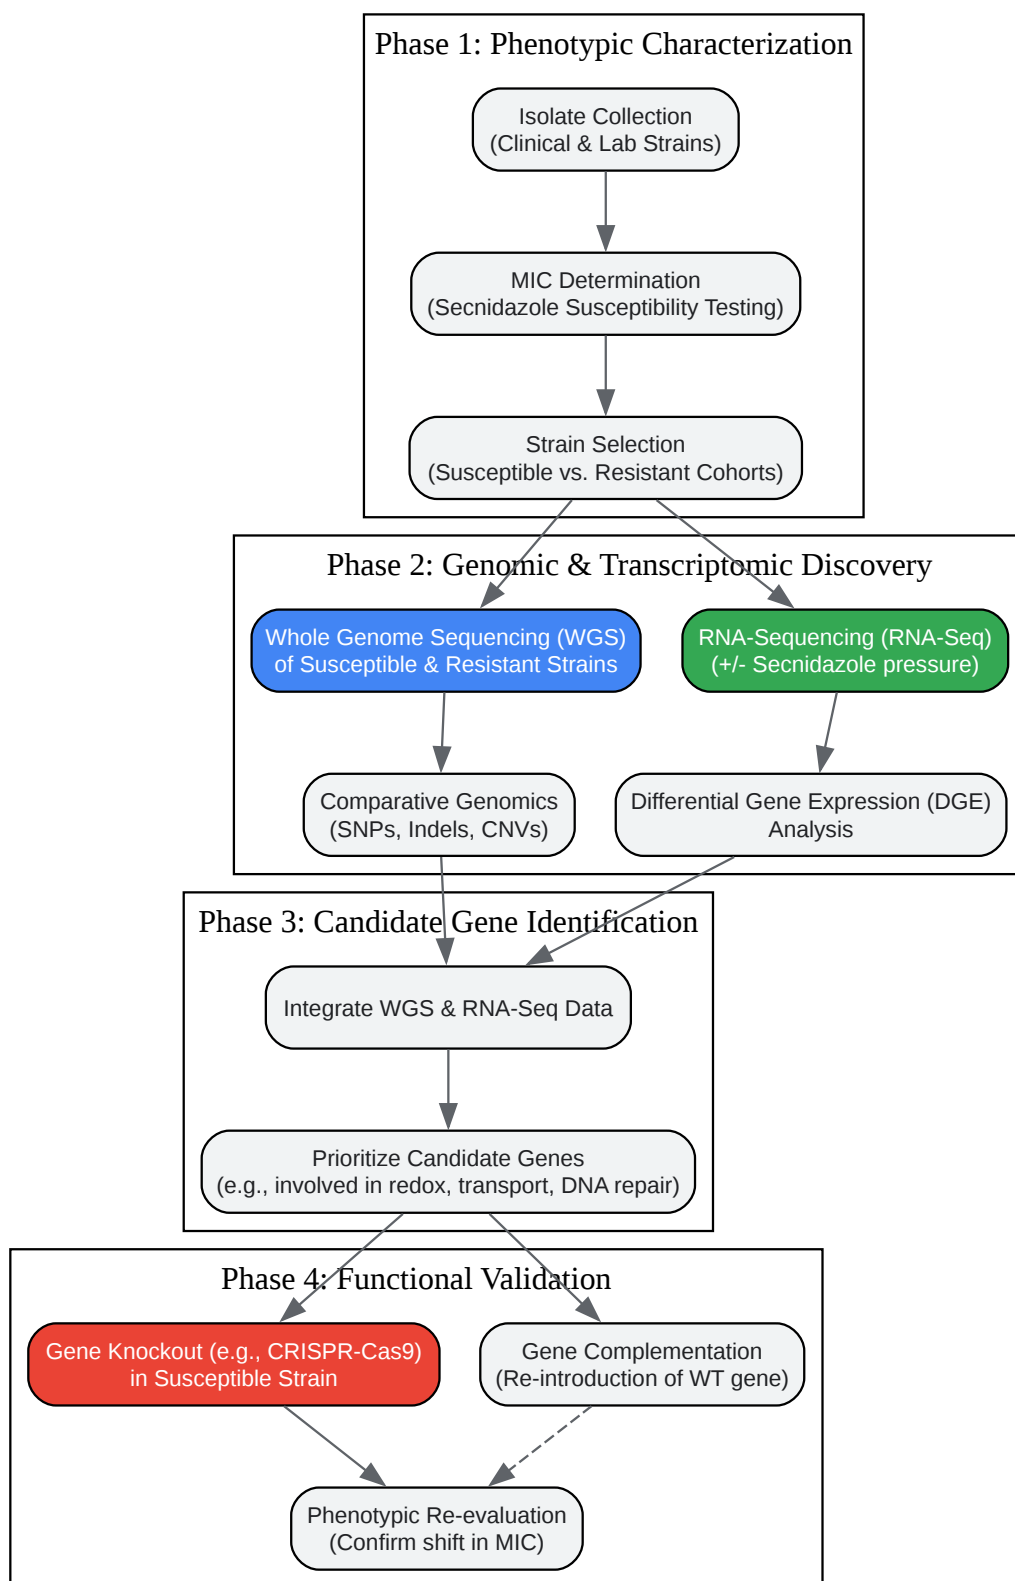 Phase 1: Phenotypic Characterization
Isolate Collection
(Clinical & Lab Strains)
MIC Determination
(Secnidazole Susceptibility Testing)
Strain Selection
(Susceptible vs. Resistant Cohorts)
Phase 2: Genomic & Transcriptomic Discovery
Whole Genome Sequencing (WGS)
of Susceptible & Resistant Strains
RNA-Sequencing (RNA-Seq)
(+/- Secnidazole pressure)
Comparative Genomics
(SNPs, Indels, CNVs)
Differential Gene Expression (DGE)
Analysis
Phase 3: Candidate Gene Identification
Integrate WGS & RNA-Seq Data
Prioritize Candidate Genes
(e.g., involved in redox, transport, DNA repair)
Phase 4: Functional Validation
Gene Knockout (e.g., CRISPR-Cas9)
in Susceptible Strain
Gene Complementation
(Re-introduction of WT gene)
Phenotypic Re-evaluation
(Confirm shift in MIC)